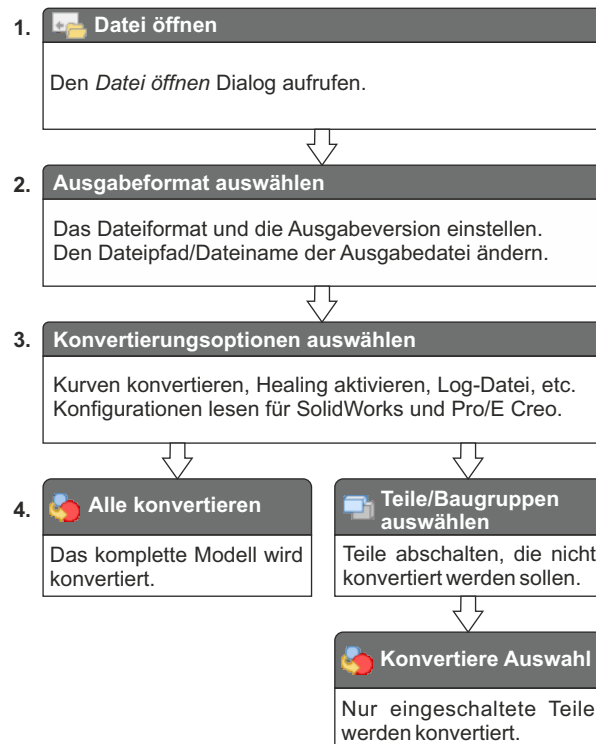 1. Datei öffnen
Den Datei öffnen Dialog aufrufen.
2. Ausgabeformat auswählen
Das Dateiformat und die Ausgabeversion einstellen.
Den Dateipfad/Dateiname der Ausgabedatei ändern.
3. Konvertierungsoptionen auswählen
Kurven konvertieren, Healing aktivieren, Log-Datei, etc.
Konfigurationen lesen für SolidWorks und Pro/E Creo.
4. Alle konvertieren
Das komplette Modell wird
konvertiert.
Teile/Baugruppen
auswählen
Teile abschalten, die nicht
konvertiert werden sollen.
Konvertiere Auswahl
Nur eingeschaltete Teile
werden konvertiert.